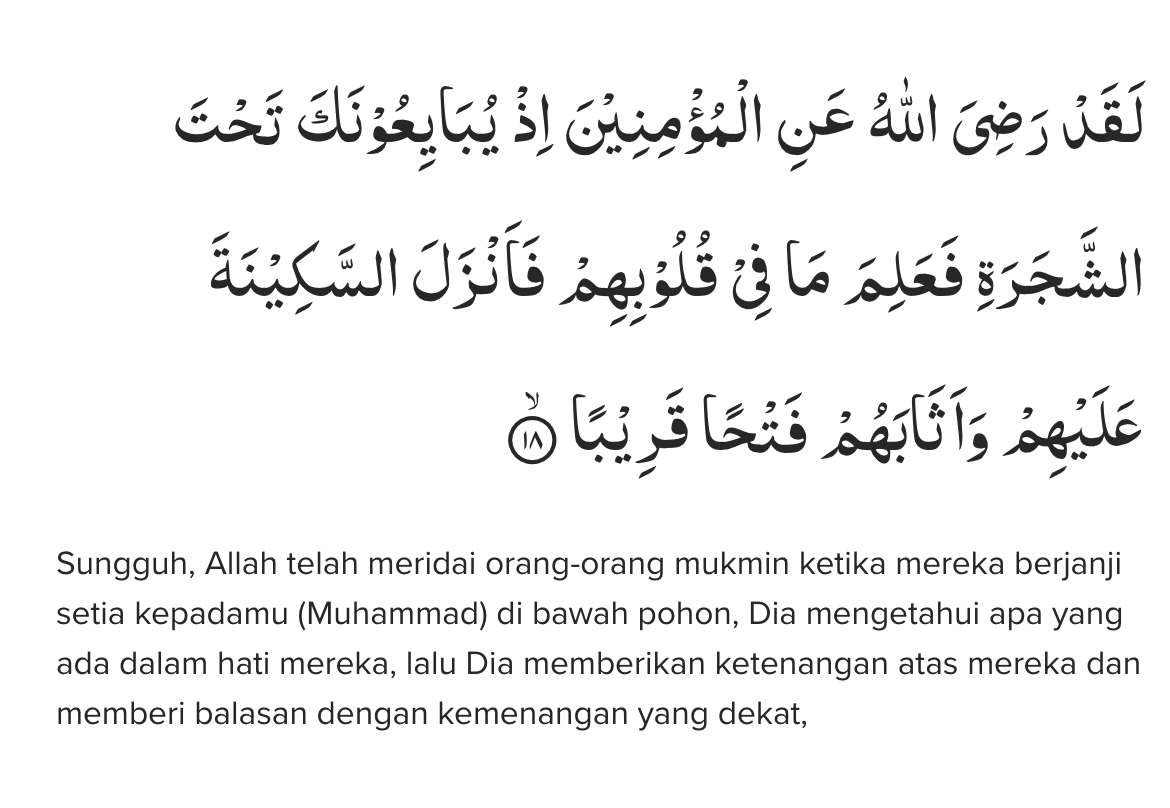 لَقَدْ رَضِيَ اللّٰهُ عَنِ الْمُؤْمِنِيْنَ اِذْ يُبَايِعُوْنَكَ تَحْتَ
الشَّجَرَةِ فَعَلِمَ مَا فِيْ قُلُوْبِهِمْ فَاَنْزَلَ السَّكِيْنَةَ
عَلَيْهِمْ وَاَثَابَهُمْ فَتْحًا قَرِيْبًاۙ ١٨
Sungguh, Allah telah meridai orang-orang mukmin ketika mereka berjanji
setia kepadamu (Muhammad) di bawah pohon, Dia mengetahui apa yang
ada dalam hati mereka, lalu Dia memberikan ketenangan atas mereka dan
memberi balasan dengan kemenangan yang dekat,